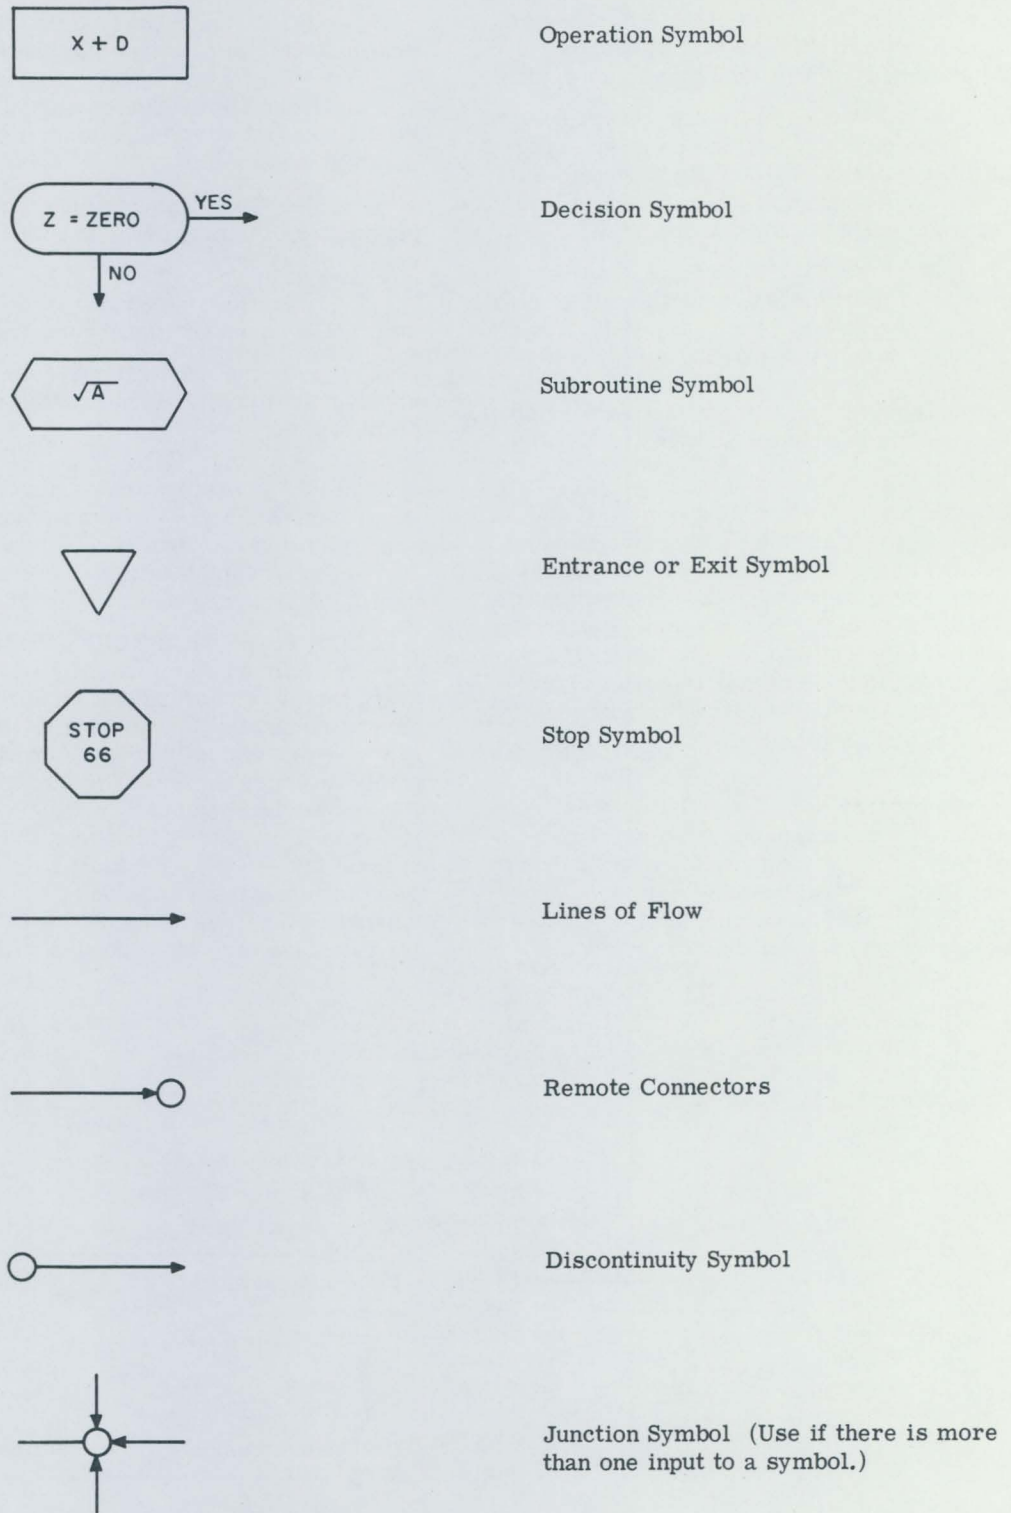 X + D
Operation Symbol
Z = ZERO
YES
NO
Decision Symbol
√A
Subroutine Symbol
Entrance or Exit Symbol
STOP
66
Stop Symbol
Lines of Flow
Remote Connectors
Discontinuity Symbol
Junction Symbol (Use if there is more
than one input to a symbol.)